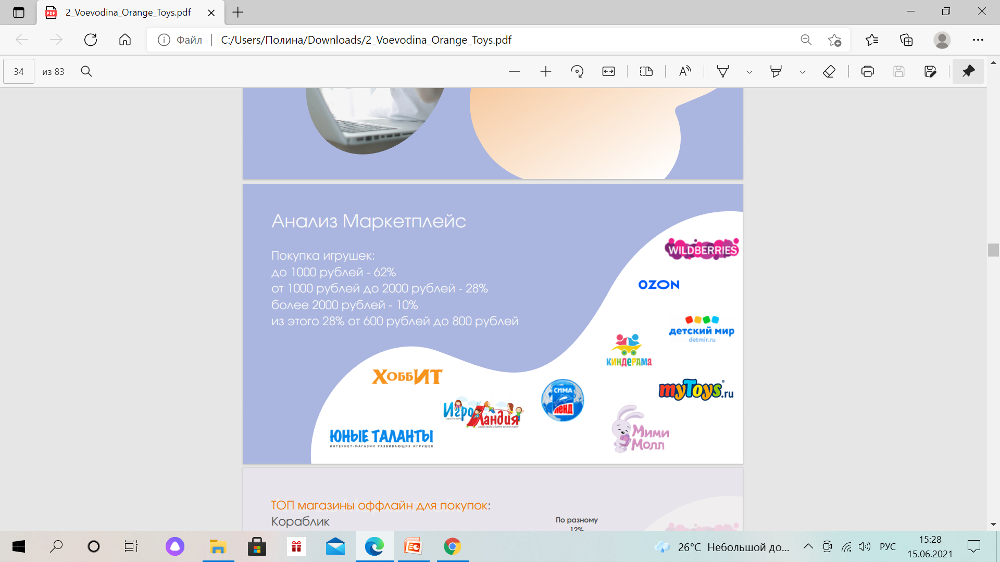 2_Voevodina_Orange_Toys.pdf
Файл
C:/Users/Полина/Downloads/2_Voevodina_Orange_Toys.pdf
34
из 83
Анализ Маркетплейс
Покупка игрушек:
до 1000 рублей - 62%
от 1000 рублей до 2000 рублей - 28%
более 2000 рублей - 10%
из этого 28% от 600 рублей до 800 рублей
WILDBERRIES
OZON
детский мир
detmir.ru
КИНДЕРАМА
ХОББИТ
СИМА
ЛЕНД
myToys.ru
ИгроЛандия
ЮНЫЕ ТАЛАНТЫ
ИНТЕРНЕТ-МАГАЗИН РАЗВИВАЮЩИХ ИГРУШЕК
Мими
Молл
ТОП магазины оффлайн для покупок:
Кораблик
По разному
12%
26°C Небольшой до...
РУС
15:28
15.06.2021